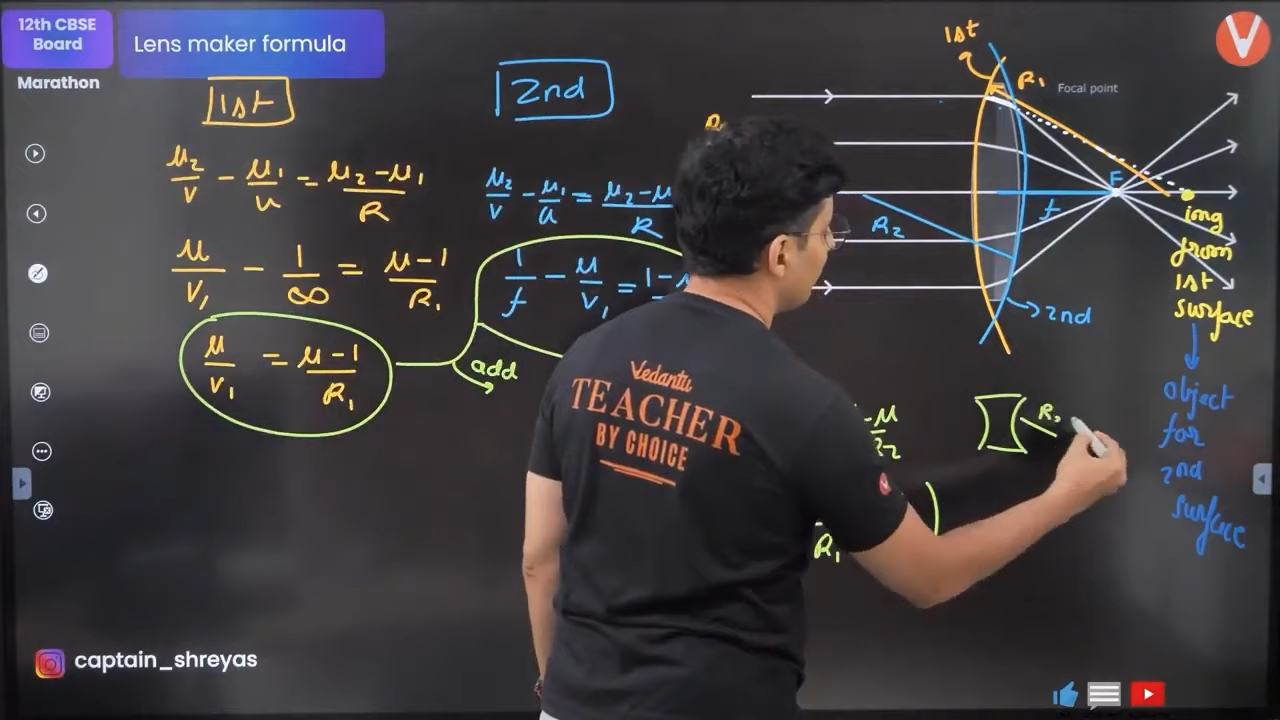 12th CBSE
Board
Marathon
Lens maker formula
1st
μ₂/v - μ₁/u = μ₂-μ₁/R
μ/v₁ - 1/∞ = μ-1/R₁
μ/v₁ = μ-1/R₁
add
2nd
μ₂/v - μ₁/u = μ₂-μ/R
1/f - μ/v₁ = 1-
1st
R₁
Focal point
F
f
R₂
2nd
img
from
1st
surface
object
for
2nd
surface
-μ
R₂
R₁
Vedantu
TEACHER
BY CHOICE
captain_shreyas